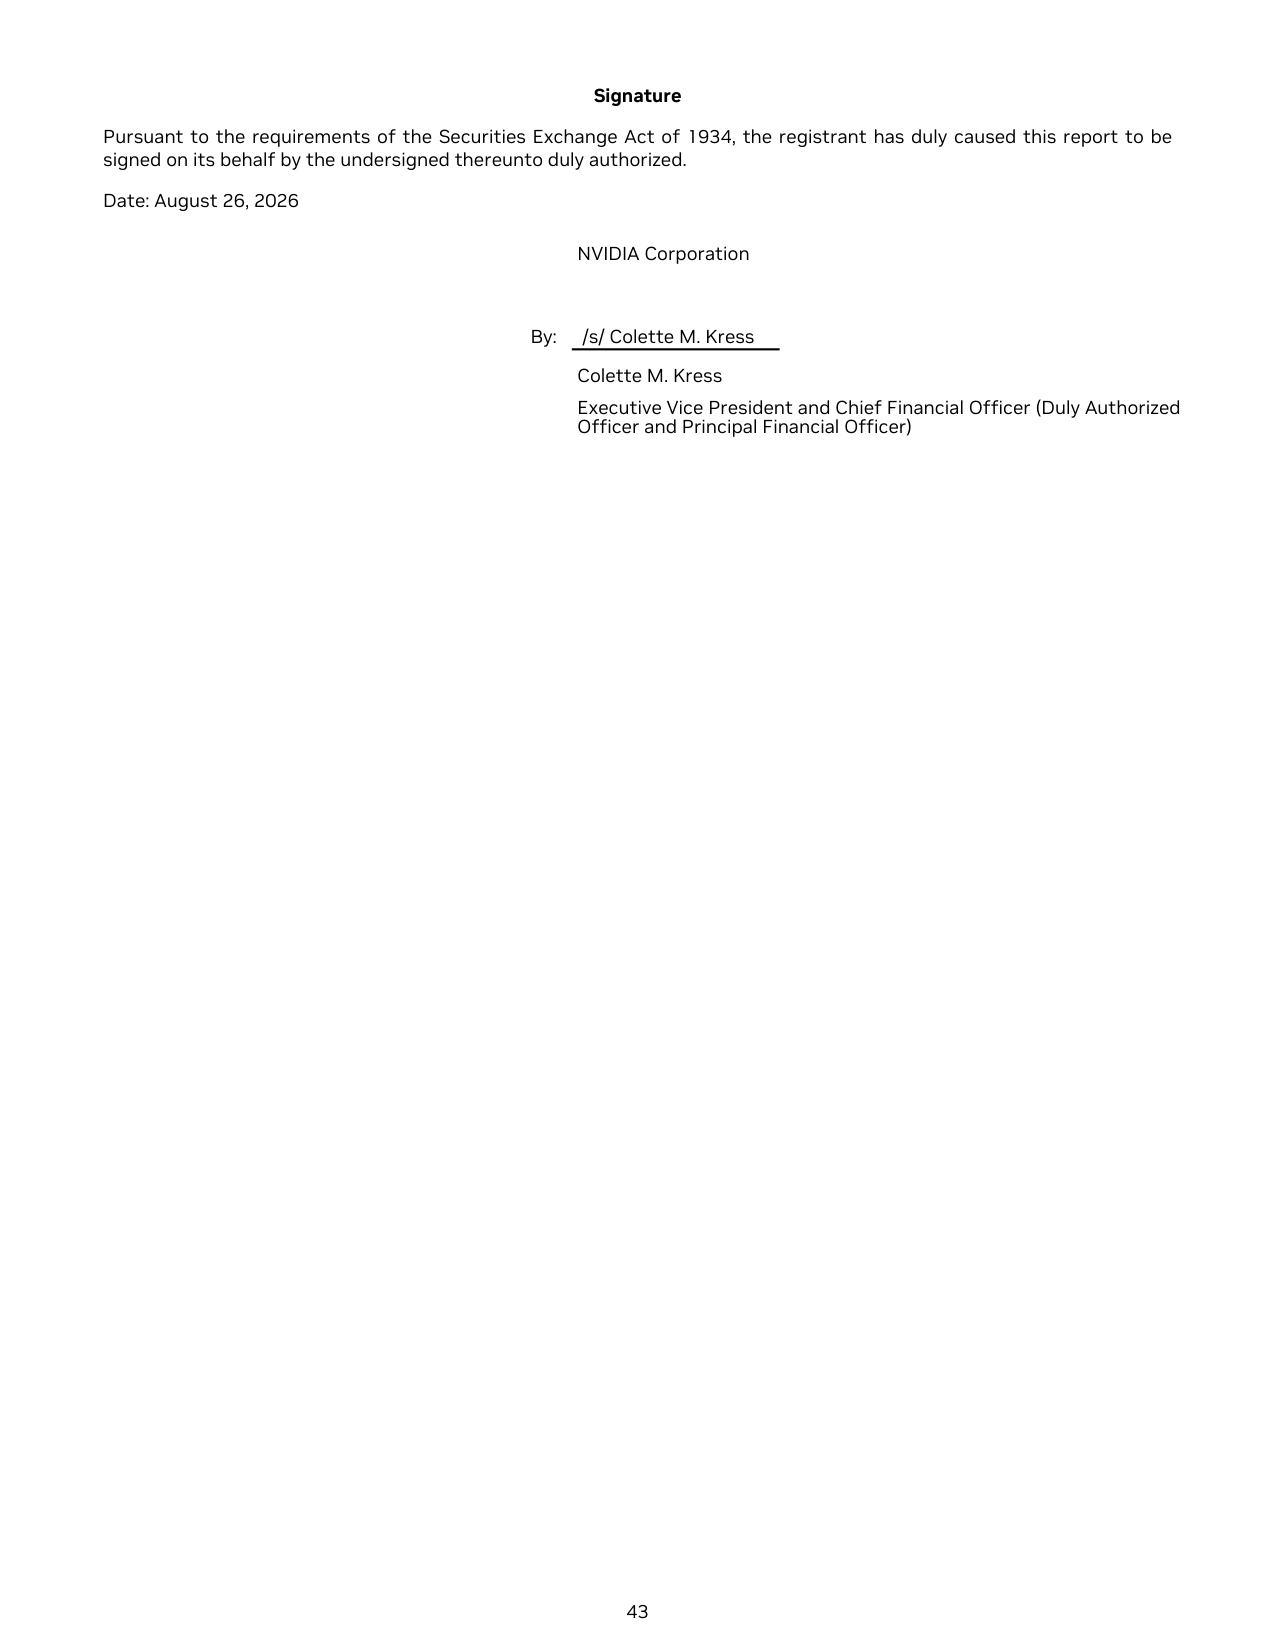 Signature
Pursuant to the requirements of the Securities Exchange Act of 1934, the registrant has duly caused this report to be
signed on its behalf by the undersigned thereunto duly authorized.
Date: August 26, 2026
NVIDIA Corporation
By: /s/ Colette M. Kress
Colette M. Kress
Executive Vice President and Chief Financial Officer (Duly Authorized
Officer and Principal Financial Officer)
43